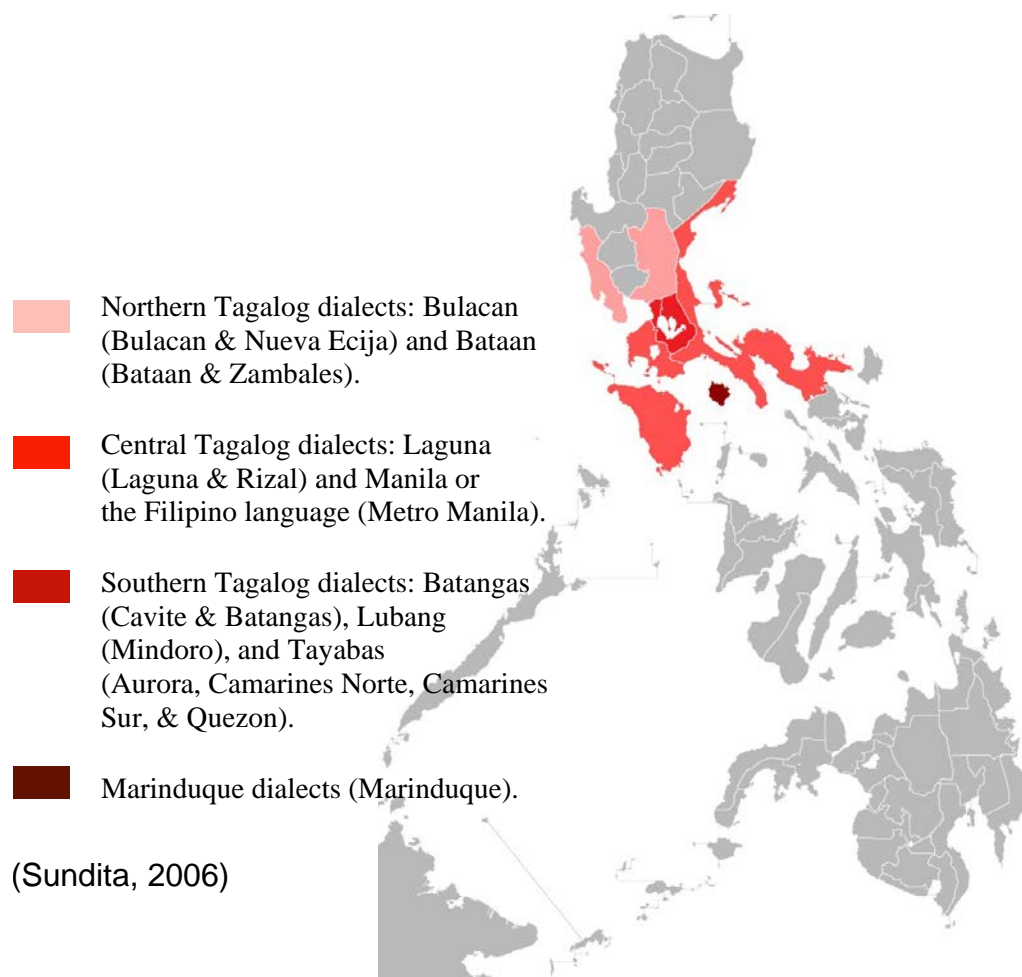 Northern Tagalog dialects: Bulacan
(Bulacan & Nueva Ecija) and Bataan
(Bataan & Zambales).
Central Tagalog dialects: Laguna
(Laguna & Rizal) and Manila or
the Filipino language (Metro Manila).
Southern Tagalog dialects: Batangas
(Cavite & Batangas), Lubang
(Mindoro), and Tayabas
(Aurora, Camarines Norte, Camarines
Sur, & Quezon).
Marinduque dialects (Marinduque).
(Sundita, 2006)